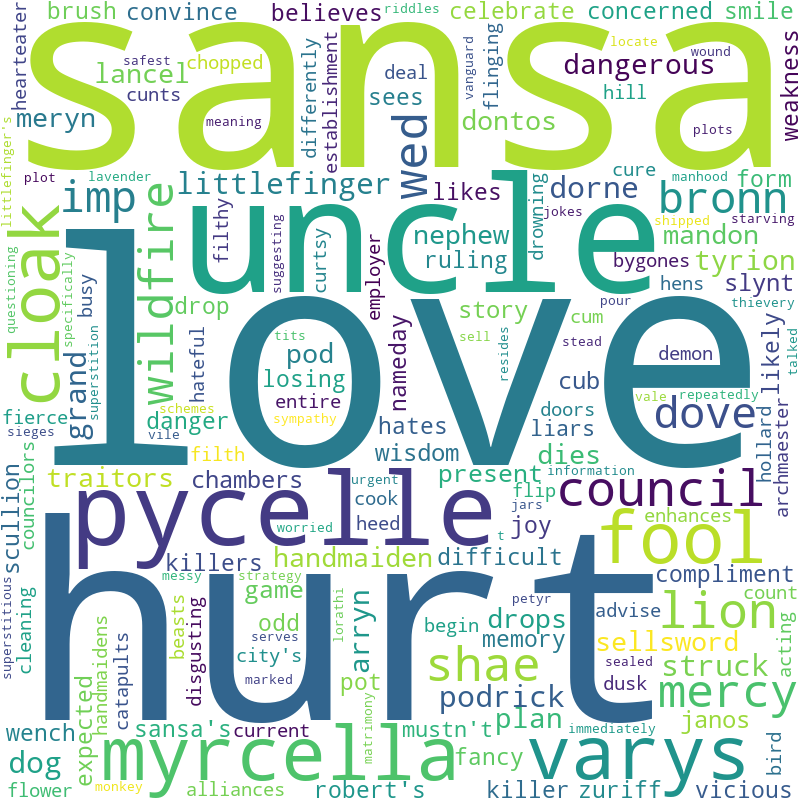 brush convince believes riddles celebrate concerned smile
sansa
hearteater safest chopped locate wound
lancel deal dangerous
cunts sees hill
meryn meaning differently establishment vanguard flinging dontos plots weakness
littlefinger's plot lavender littlefinger wed likes drowning dorne cure manhood form
imp bronn
cloak wildfire uncle jokes shipped starving
filthy suggesting curtsy nephew mandon
questioning specifically ruling bygones tyrion
busy employer hens slynt
drop story cum pour thievery
superstition hateful love
grand tits sell resides stead likely talked
pod nameday demon
losing cub vale repeatedly
fierce schemes entire doors dove
sieges danger sympathy hates liars hollard archmaester
vile filth wisdom dies
traitors chambers urgent present information council
scullion councilors pycelle cook flip jars
worried heed joy t fool enhances
killers handmaiden difficult
superstitious cleaning messy strategy compliment
hurt game lorathi petyr advise count
beasts disgusting odd arryn begin drops lion acting
handmaidens catapults serves memory sellsword
city's shae sealed struck
marked pot podrick dusk mercy
expected sansa's current matrimony mustn't plan janos
wench immediately
dog myrcella fancy varys bird
flower monkey alliances robert's killer zuriff vicious